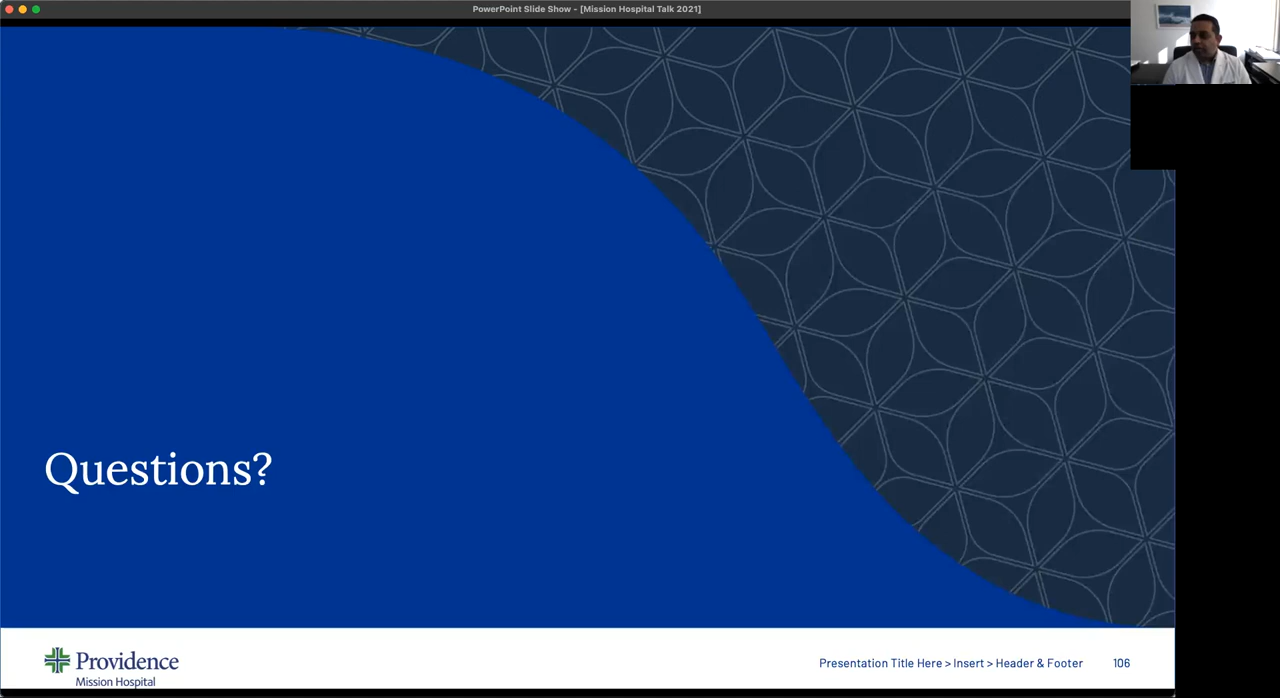 PowerPoint Slide Show - [Mission Hospital Talk 2021]
Questions?
Providence
Mission Hospital
Presentation Title Here > Insert > Header & Footer 106